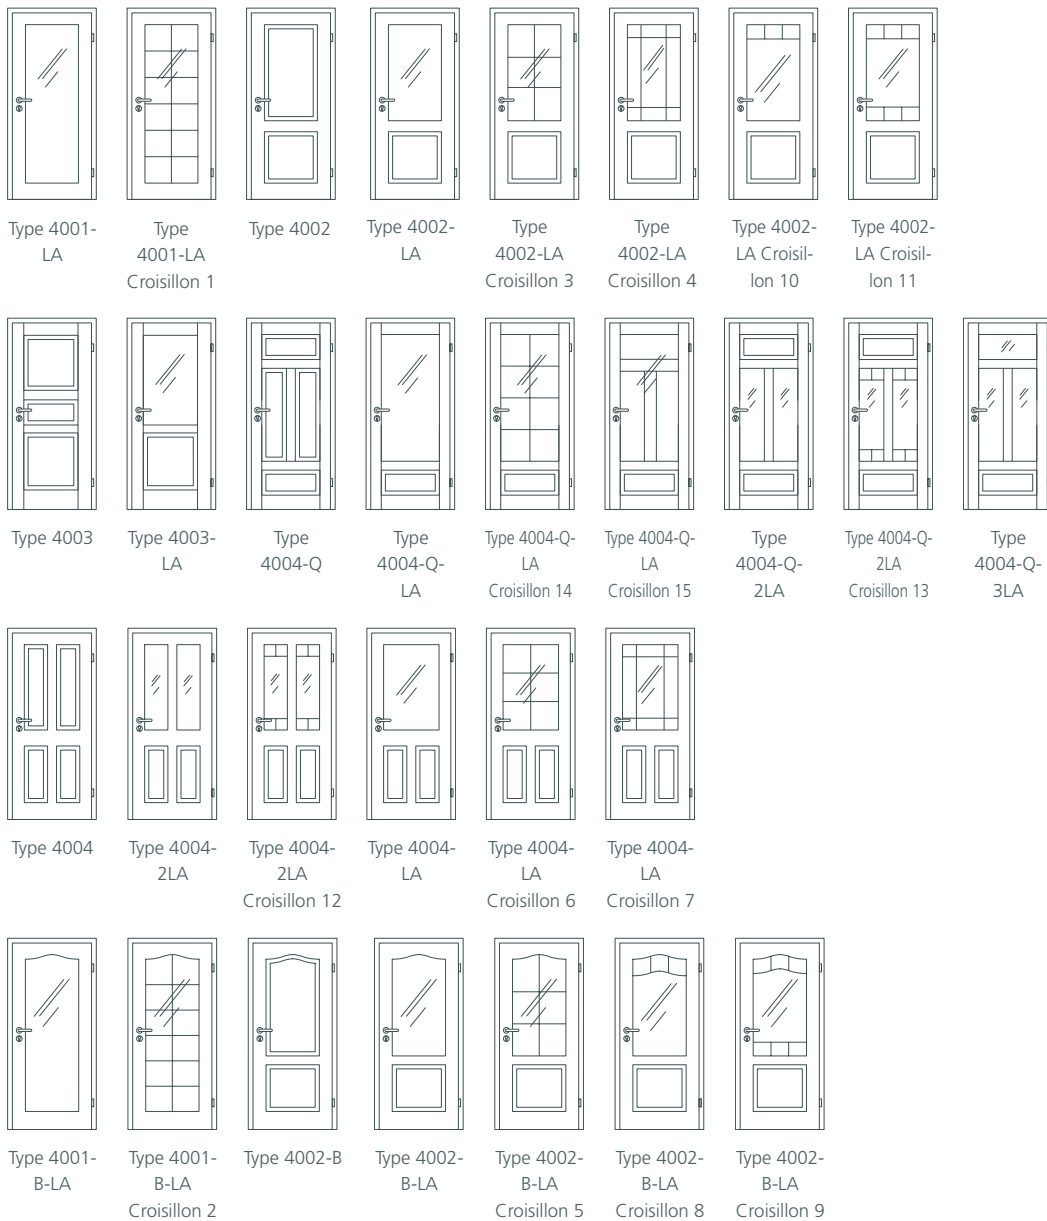 Type 4001-
LA
Type
4001-LA
Croisillon 1
Type 4002
Type 4002-
LA
Type
4002-LA
Croisillon 3
Type
4002-LA
Croisillon 4
Type 4002-
LA Croisil-
lon 10
Type 4002-
LA Croisil-
lon 11
Type 4003
Type 4003-
LA
Type
4004-Q
Type
4004-Q-
LA
Type 4004-Q-
LA
Croisillon 14
Type 4004-Q-
LA
Croisillon 15
Type
4004-Q-
2LA
Type 4004-Q-
2LA
Croisillon 13
Type
4004-Q-
3LA
Type 4004
Type 4004-
2LA
Type 4004-
2LA
Croisillon 12
Type 4004-
LA
Type 4004-
LA
Croisillon 6
Type 4004-
LA
Croisillon 7
Type 4001-
B-LA
Type 4001-
B-LA
Croisillon 2
Type 4002-B
Type 4002-
B-LA
Type 4002-
B-LA
Croisillon 5
Type 4002-
B-LA
Croisillon 8
Type 4002-
B-LA
Croisillon 9